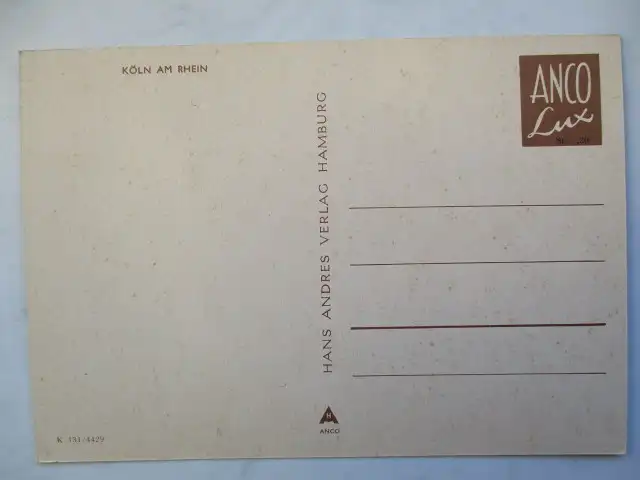 KÖLN AM RHEIN
ANCO
Lux
HANS ANDRES VERLAG HAMBURG
ANCO